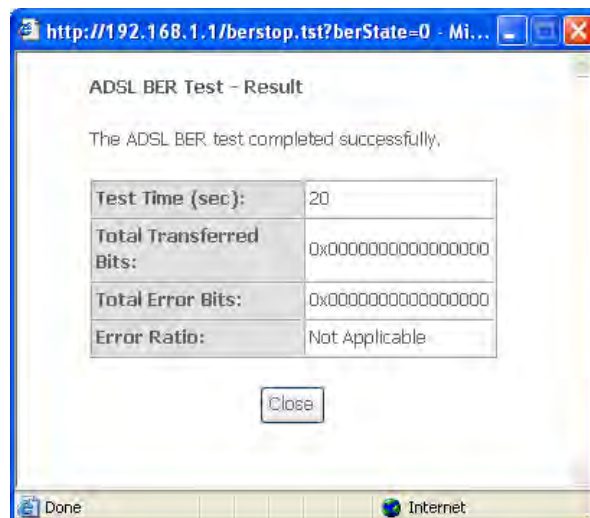 http://192.168.1.1/berstop.tst?berState=0 - Mi...
ADSL BER Test - Result
The ADSL BER test completed successfully.
Test Time (sec): 20
Total Transferred
Bits: 0x0000000000000000
Total Error Bits: 0x0000000000000000
Error Ratio: Not Applicable
Close
Done Internet